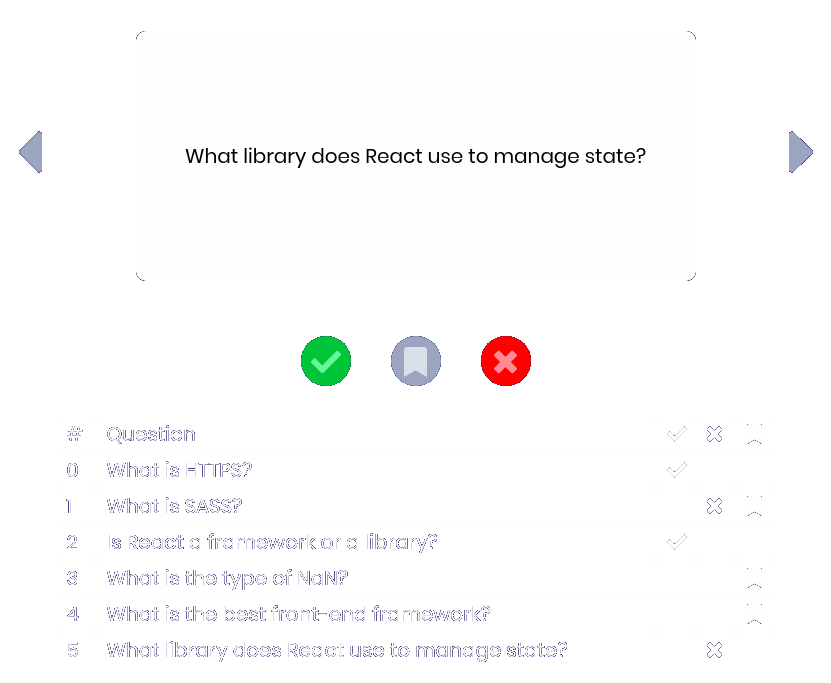 What library does React use to manage state?
# Question
0 What is HTTPS?
1 What is SASS?
2 Is React a framework or a library?
3 What is the type of NaN?
4 What is the best front-end framework?
5 What library does React use to manage state?